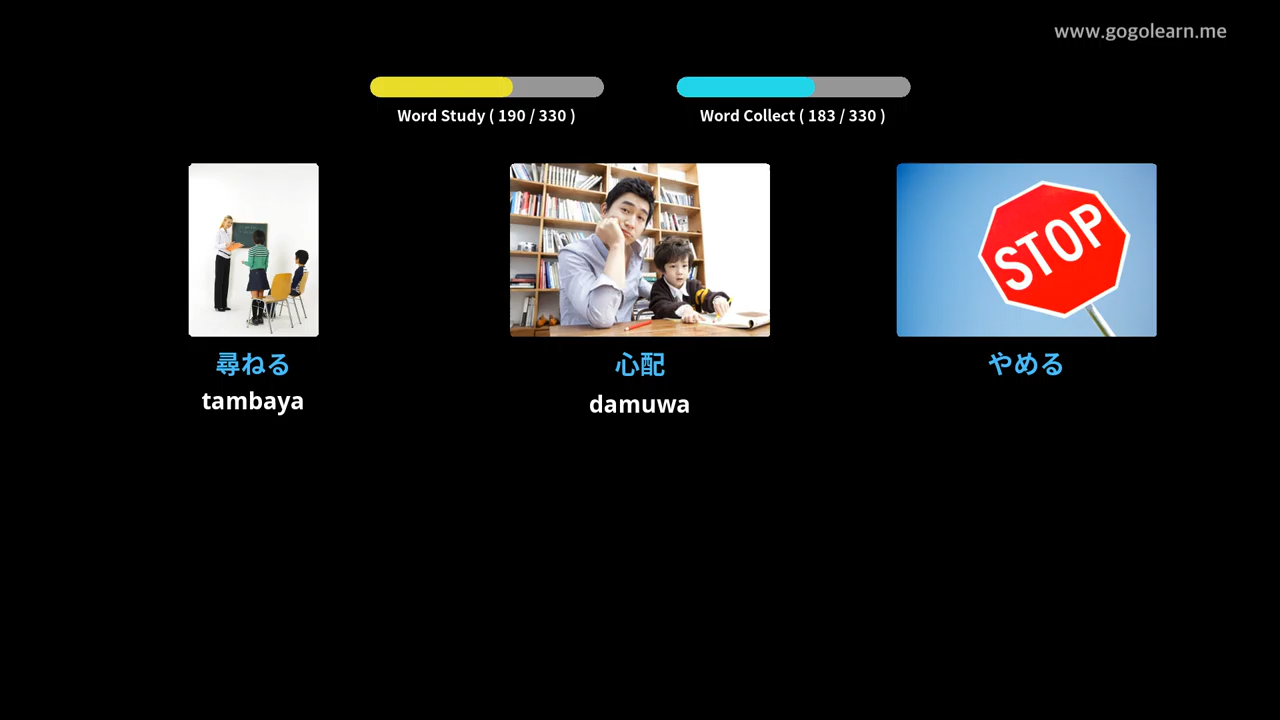 www.gogolearn.me
Word Study ( 190 / 330 )
Word Collect ( 183 / 330 )
STOP
尋ねる
心配
やめる
tambaya
damuwa